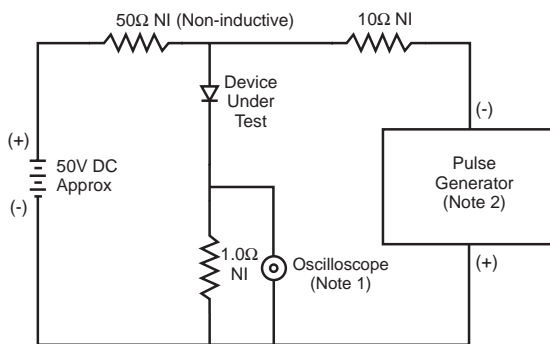 50Ω NI (Non-inductive)
10Ω NI
Device
Under
Test
(-)
(+)
50V DC
Approx
(-)
Pulse
Generator
(Note 2)
1.0Ω
NI
Oscilloscope
(Note 1)
(+)